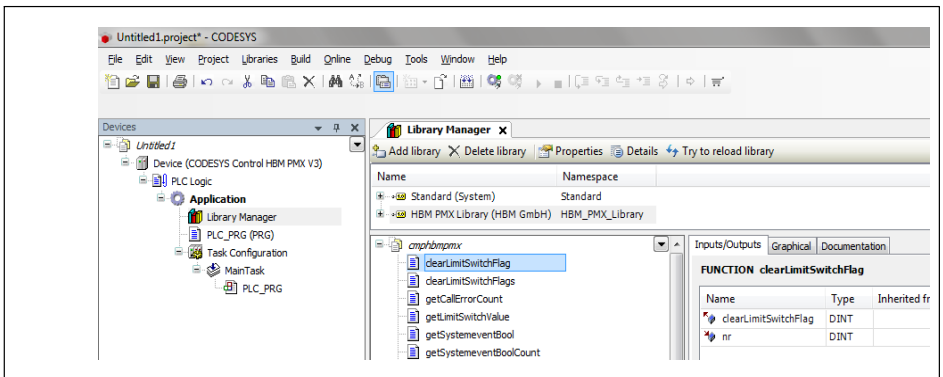 Untitled1.project* - CODESYS
File Edit View Project Libraries Build Online Debug Tools Window Help
Devices
Untitled1
Device (CODESYS Control HBM PMX V3)
PLC Logic
Application
Library Manager
PLC_PRG (PRG)
Task Configuration
MainTask
PLC_PRG
Library Manager
Add library Delete library Properties Details Try to reload library
Name Namespace
Standard (System) Standard
HBM PMX Library (HBM GmbH) HBM_PMX_Library
cmphbmpmx
clearLimitSwitchFlag
clearLimitSwitchFlags
getCallErrorCount
getLimitSwitchValue
getSystemeventBool
getSystemeventBoolCount
Inputs/Outputs Graphical Documentation
FUNCTION clearLimitSwitchFlag
Name Type Inherited fr
clearLimitSwitchFlag DINT
nr DINT